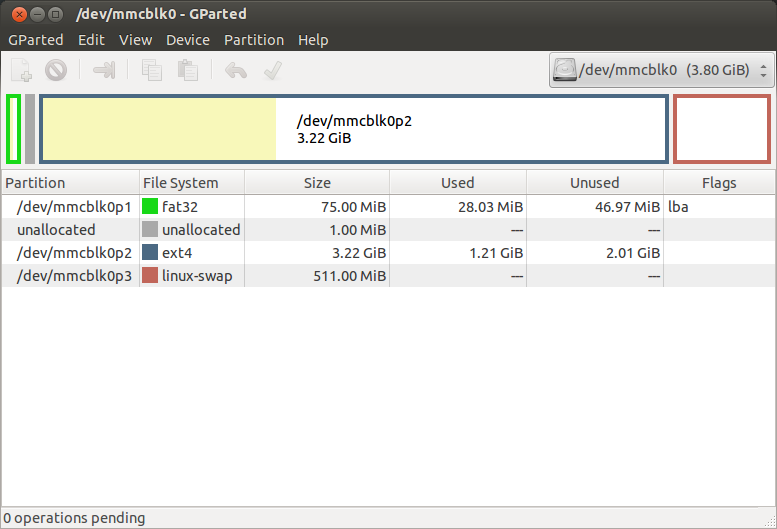 /dev/mmcblk0 - GParted
GParted Edit View Device Partition Help
/dev/mmcblk0 (3.80 GiB)
/dev/mmcblk0p2
3.22 GiB
Partition File System Size Used Unused Flags
/dev/mmcblk0p1 fat32 75.00 MiB 28.03 MiB 46.97 MiB lba
unallocated unallocated 1.00 MiB --- ---
/dev/mmcblk0p2 ext4 3.22 GiB 1.21 GiB 2.01 GiB
/dev/mmcblk0p3 linux-swap 511.00 MiB --- ---
0 operations pending